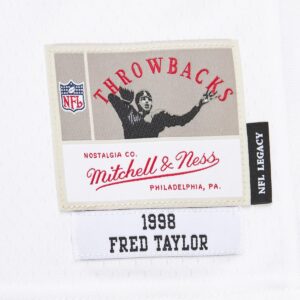 THROWBACKS
NFL
NOSTALGIA CO.
Mitchell & Ness
PHILADELPHIA, PA.
NFL LEGACY
1998
FRED TAYLOR